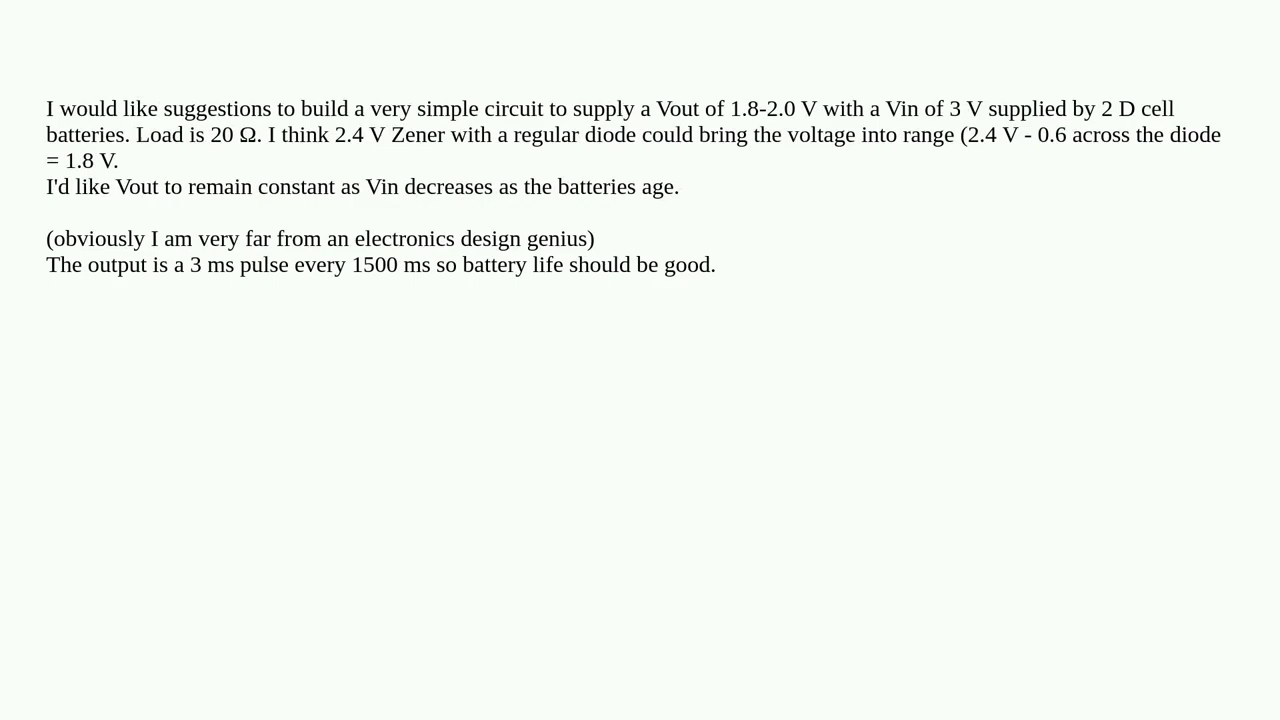 I would like suggestions to build a very simple circuit to supply a Vout of 1.8-2.0 V with a Vin of 3 V supplied by 2 D cell
batteries. Load is 20 Ω. I think 2.4 V Zener with a regular diode could bring the voltage into range (2.4 V - 0.6 across the diode
= 1.8 V.
I'd like Vout to remain constant as Vin decreases as the batteries age.
(obviously I am very far from an electronics design genius)
The output is a 3 ms pulse every 1500 ms so battery life should be good.